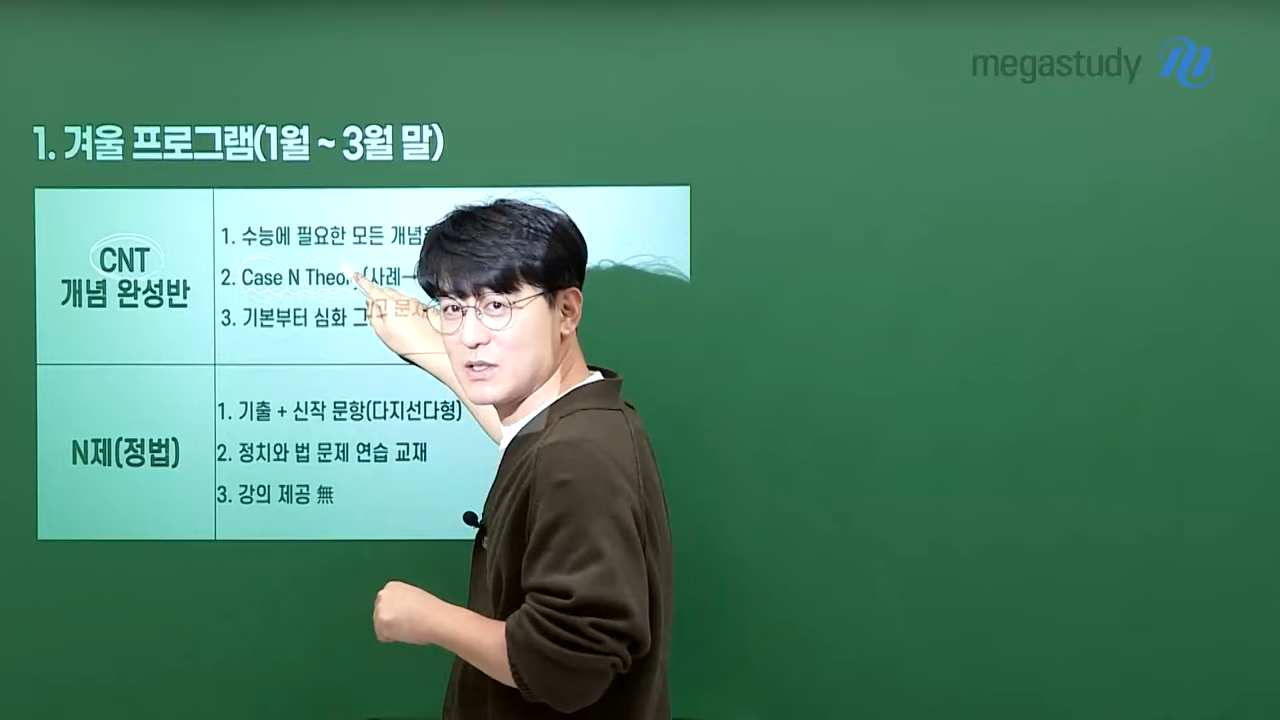 megastudy
1. 겨울 프로그램(1월 ~ 3월 말)
CNT
개념 완성반
1. 수능에 필요한 모든
2. Case N (사례
3. 기본부터 심화
N제(정법)
1. 기출 + 신작 문항(다지선다형)
2. 정치와 법 문제 연습 교재
3. 강의 제공 無